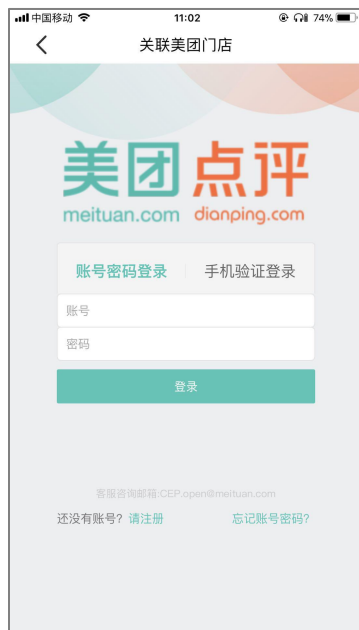 中国移动 11:02 74%
关联美团门店
美团 点评
meituan.com dianping.com
账号密码登录 手机验证登录
账号
密码
登录
客服咨询邮箱:CEP.open@meituan.com
还没有账号? 请注册 忘记账号密码?